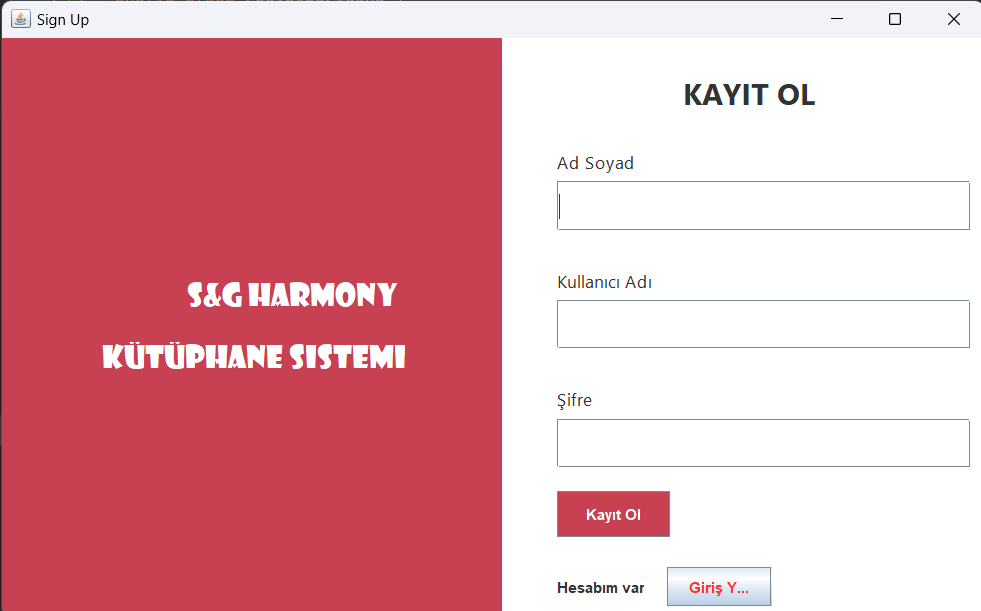 Sign Up
S&G HARMONY
KÜTÜPHANE SISTEMI
KAYIT OL
Ad Soyad
Kullanıcı Adı
Şifre
Kayıt Ol
Hesabım var
Giriş Y...